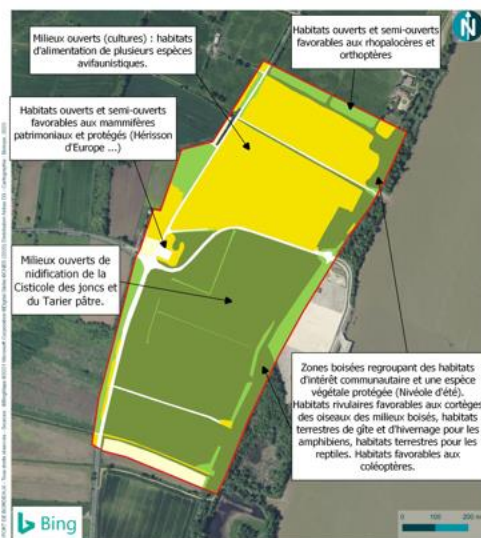 Milieux ouverts (cultures) : habitats
d'alimentation de plusieurs espèces
avifaunistiques.
Habitats ouverts et semi-ouverts
favorables aux rhopalocères et
orthoptères
N
Habitats ouverts et semi-ouverts
favorables aux mammifères
patrimoniaux et protégés (Hérisson
d'Europe ...)
Milieux ouverts de
nidification de la
Cisticole des joncs et
du Tarier pâtre.
Zones boisées regroupant des habitats
d'intérêt communautaire et une espèce
végétale protégée (Nivéole d'été).
Habitats rivulaires favorables aux cortèges
des oiseaux des milieux boisés, habitats
terrestres de gîte et d'hivernage pour les
amphibiens, habitats terrestres pour les
reptiles. Habitats favorables aux
coléoptères.
Bing
0 100 200